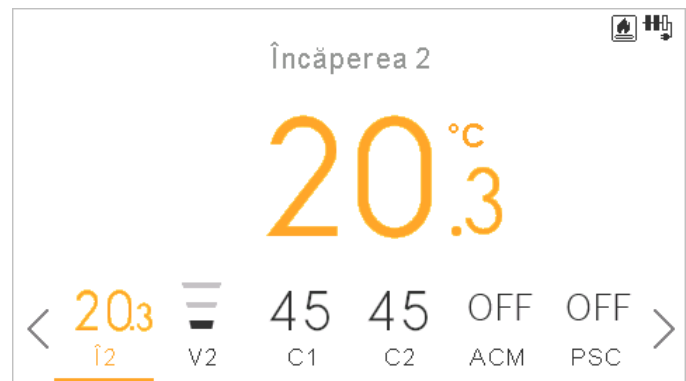 Încăperea 2
20.3 °C
20.3 45 45 OFF OFF
Î2 V2 C1 C2 ACM PSC